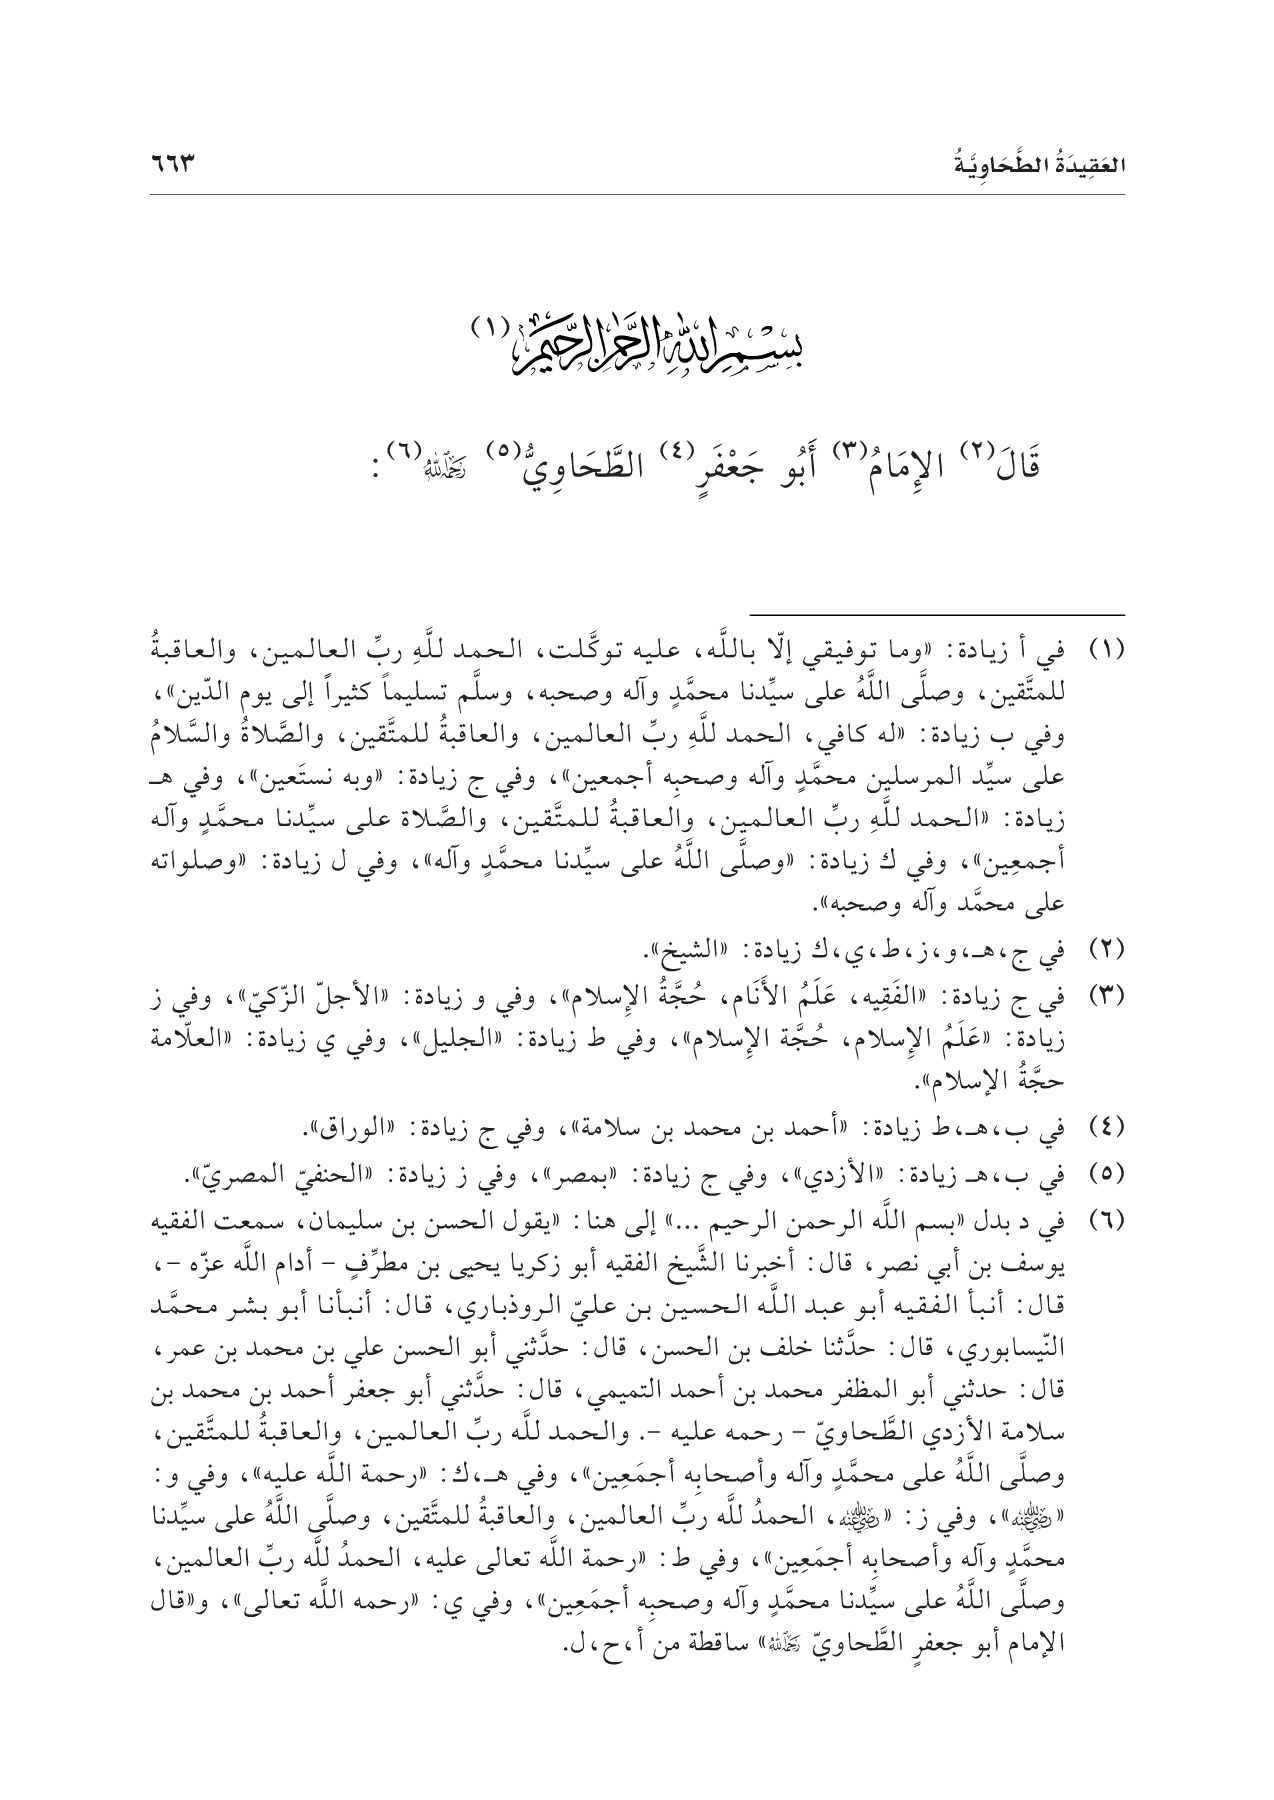 العَقِيدَةُ الطَّحَاوِيَّةُ ٦٦٣
بِسْمِ اللَّهِ الرَّحْمَنِ الرَّحِيمِ (١)
قَالَ(٢) الإِمَامُ(٣) أَبُو جَعْفَرٍ(٤) الطَّحَاوِيُّ(٥) رَحِمَهُ اللَّهُ(٦) :
(١) في أ زيادة: «وما توفيقي إلّا باللَّه، عليه توكَّلت، الحمد للَّهِ ربِّ العالمين، والعاقبةُ
للمتَّقين، وصلَّى اللَّهُ على سيِّدنا محمَّدٍ وآله وصحبه، وسلَّم تسليماً كثيراً إلى يوم الدّين»،
وفي ب زيادة: «له كافي، الحمد للَّهِ ربِّ العالمين، والعاقبةُ للمتَّقين، والصَّلاةُ والسَّلامُ
على سيِّد المرسلين محمَّدٍ وآله وصحبِه أجمعين»، وفي ج زيادة: «وبه نستَعين»، وفي هـ
زيادة: «الحمد للَّهِ ربِّ العالمين، والعاقبةُ للمتَّقين، والصَّلاة على سيِّدنا محمَّدٍ وآله
أجمعِين»، وفي ك زيادة: «وصلَّى اللَّهُ على سيِّدنا محمَّدٍ وآله»، وفي ل زيادة: «وصلواته
على محمَّد وآله وصحبه».
(٢) في ج،هـ،و،ز،ط،ي،ك زيادة: «الشيخ».
(٣) في ج زيادة: «الفَقِيه، عَلَمُ الأَنَام، حُجَّةُ الإِسلام»، وفي و زيادة: «الأجلّ الزّكيّ»، وفي ز
زيادة: «عَلَمُ الإِسلام، حُجَّة الإِسلام»، وفي ط زيادة: «الجليل»، وفي ي زيادة: «العلّامة
حجَّةُ الإسلام».
(٤) في ب،هـ،ط زيادة: «أحمد بن محمد بن سلامة»، وفي ج زيادة: «الوراق».
(٥) في ب،هـ زيادة: «الأزدي»، وفي ج زيادة: «بمصر»، وفي ز زيادة: «الحنفيّ المصريّ».
(٦) في د بدل «بسم اللَّه الرحمن الرحيم ...» إلى هنا: «يقول الحسن بن سليمان، سمعت الفقيه
يوسف بن أبي نصر، قال: أخبرنا الشَّيخ الفقيه أبو زكريا يحيى بن مطرِّفٍ – أدام اللَّه عزّه –،
قال: أنبأ الفقيه أبو عبد اللَّه الحسين بن عليّ الروذباري، قال: أنبأنا أبو بشر محمَّد
النّيسابوري، قال: حدَّثنا خلف بن الحسن، قال: حدَّثني أبو الحسن علي بن محمد بن عمر،
قال: حدثني أبو المظفر محمد بن أحمد التميمي، قال: حدَّثني أبو جعفر أحمد بن محمد بن
سلامة الأزدي الطَّحاويّ – رحمه عليه –. والحمد للَّه ربِّ العالمين، والعاقبةُ للمتَّقين،
وصلَّى اللَّهُ على محمَّدٍ وآله وأصحابِه أجمَعِين»، وفي هـ،ك: «رحمة اللَّه عليه»، وفي و:
«رضي الله عنه»، وفي ز: «رضي الله عنه، الحمدُ للَّه ربِّ العالمين، والعاقبةُ للمتَّقين، وصلَّى اللَّهُ على سيِّدنا
محمَّدٍ وآله وأصحابِه أجمَعِين»، وفي ط: «رحمة اللَّه تعالى عليه، الحمدُ للَّه ربِّ العالمين،
وصلَّى اللَّهُ على سيِّدنا محمَّدٍ وآله وصحبِه أجمَعِين»، وفي ي: «رحمه اللَّه تعالى»، و«قال
الإمام أبو جعفرٍ الطَّحاويّ رحمه الله» ساقطة من أ،ح،ل.